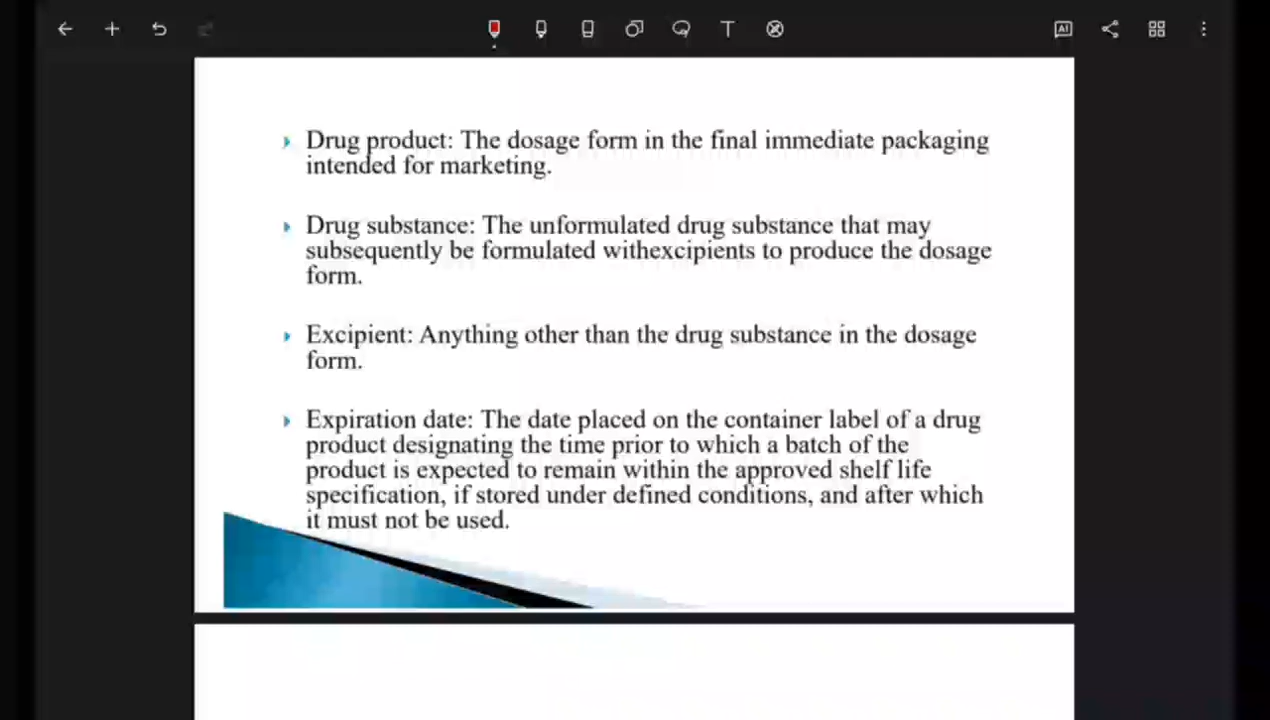 AI
T
Drug product: The dosage form in the final immediate packaging
intended for marketing.
Drug substance: The unformulated drug substance that may
subsequently be formulated withexcipients to produce the dosage
form.
Excipient: Anything other than the drug substance in the dosage
form.
Expiration date: The date placed on the container label of a drug
product designating the time prior to which a batch of the
product is expected to remain within the approved shelf life
specification, if stored under defined conditions, and after which
it must not be used.